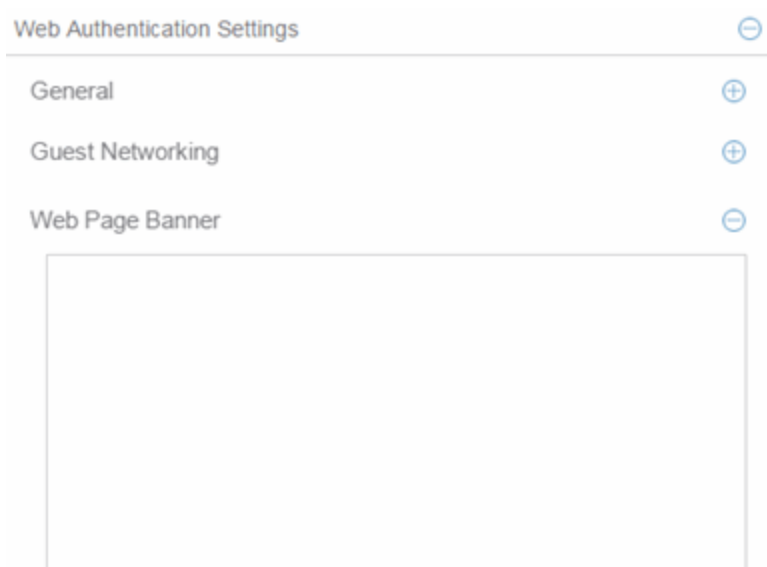 Web Authentication Settings
General
Guest Networking
Web Page Banner